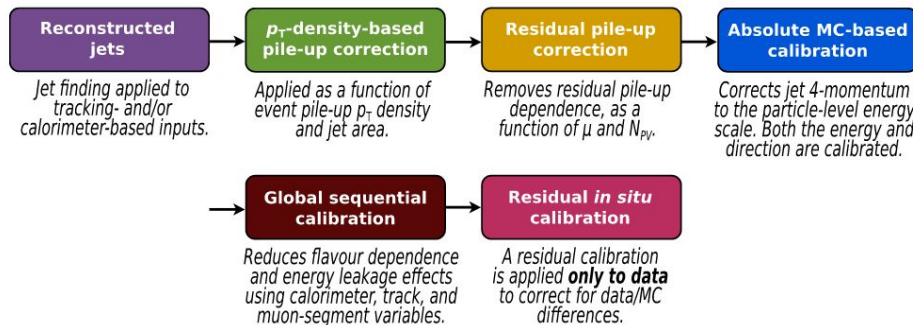 Reconstructed
jets
Jet finding applied to
tracking- and/or
calorimeter-based inputs.
pT-density-based
pile-up correction
Applied as a function of
event pile-up pT density
and jet area.
Residual pile-up
correction
Removes residual pile-up
dependence, as a
function of µ and NPV.
Absolute MC-based
calibration
Corrects jet 4-momentum
to the particle-level energy
scale. Both the energy and
direction are calibrated.
Global sequential
calibration
Reduces flavour dependence
and energy leakage effects
using calorimeter, track, and
muon-segment variables.
Residual in situ
calibration
A residual calibration
is applied only to data
to correct for data/MC
differences.